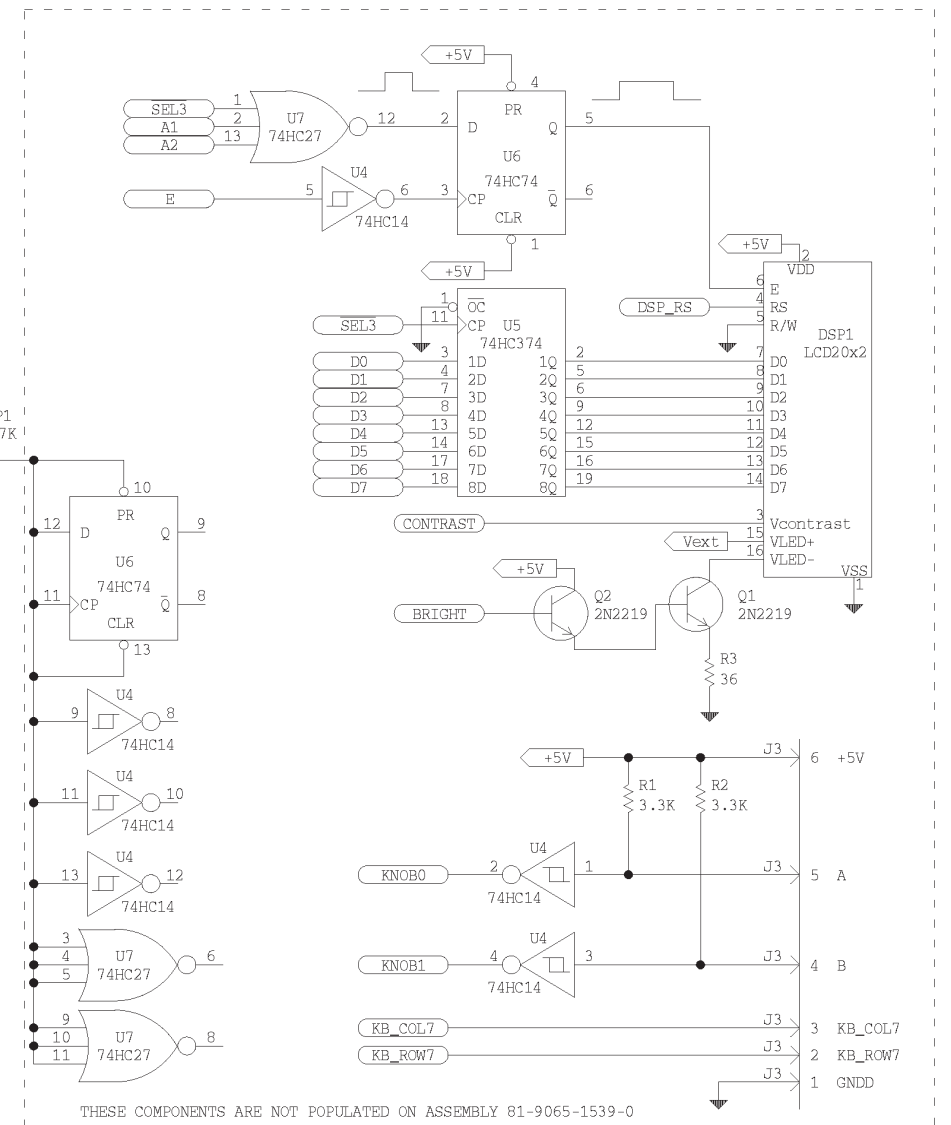 +5V
4
PR
SEL3 1
A1 2
A2 13
U7
74HC27
12
2 D
Q 5
U6
74HC74
E
5
U4
6
74HC14
3 CP
Q 6
CLR
1
+5V
+5V
2
VDD
6 E
DSP_RS 4 RS
5 R/W
DSP1
LCD20x2
1 OC
SEL3 11 CP
U5
74HC374
D0 3 1D 1Q 2 7 D0
D1 4 2D 2Q 5 8 D1
D2 7 3D 3Q 6 9 D2
D3 8 4D 4Q 9 10 D3
D4 13 5D 5Q 12 11 D4
D5 14 6D 6Q 15 12 D5
D6 17 7D 7Q 16 13 D6
D7 18 8D 8Q 19 14 D7
CONTRAST 3 Vcontrast
Vext 15 VLED+
16 VLED-
VSS
1
P1
7K
10
PR
12 D Q 9
U6
74HC74
11 CP Q 8
CLR
13
+5V
Q2
2N2219
BRIGHT
Q1
2N2219
R3
36
U4
9 8
74HC14
U4
11 10
74HC14
U4
13 12
74HC14
3
4
5
U7
74HC27
6
9
10
11
U7
74HC27
8
+5V
J3 6 +5V
R1
3.3K
R2
3.3K
U4
KNOB0 2 1
74HC14
J3 5 A
U4
KNOB1 4 3
74HC14
J3 4 B
KB_COL7 J3 3 KB_COL7
KB_ROW7 J3 2 KB_ROW7
J3 1 GNDD
THESE COMPONENTS ARE NOT POPULATED ON ASSEMBLY 81-9065-1539-0